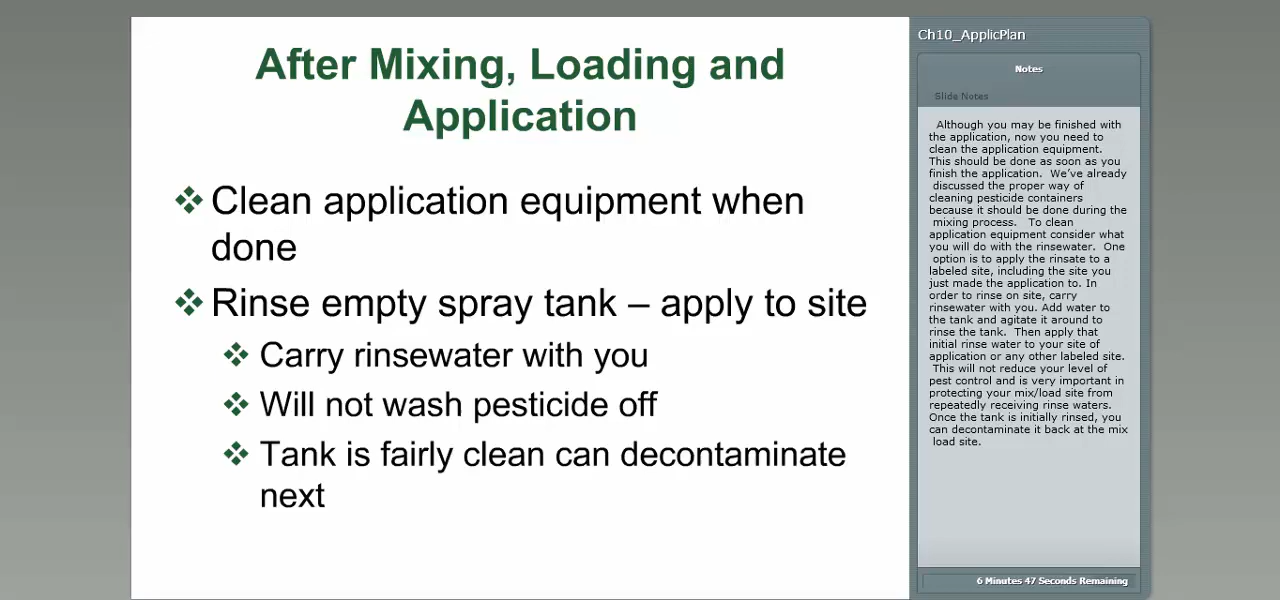 After Mixing, Loading and
Application
Clean application equipment when
done
Rinse empty spray tank – apply to site
Carry rinsewater with you
Will not wash pesticide off
Tank is fairly clean can decontaminate
next
Ch10_ApplicPlan
Notes
Slide Notes
Although you may be finished with
the application, now you need to
clean the application equipment.
This should be done as soon as you
finish the application. We've already
discussed the proper way of
cleaning pesticide containers
because it should be done during the
mixing process. To clean
application equipment consider what
you will do with the rinsewater. One
option is to apply the rinsate to a
labeled site, including the site you
just made the application to. In
order to rinse on site, carry
rinsewater with you. Add water to
the tank and agitate it around to
rinse the tank. Then apply that
initial rinse water to your site of
application or any other labeled site.
This will not reduce your level of
pest control and is very important in
protecting your mix/load site from
repeatedly receiving rinse waters.
Once the tank is initially rinsed, you
can decontaminate it back at the mix
load site.
6 Minutes 47 Seconds Remaining